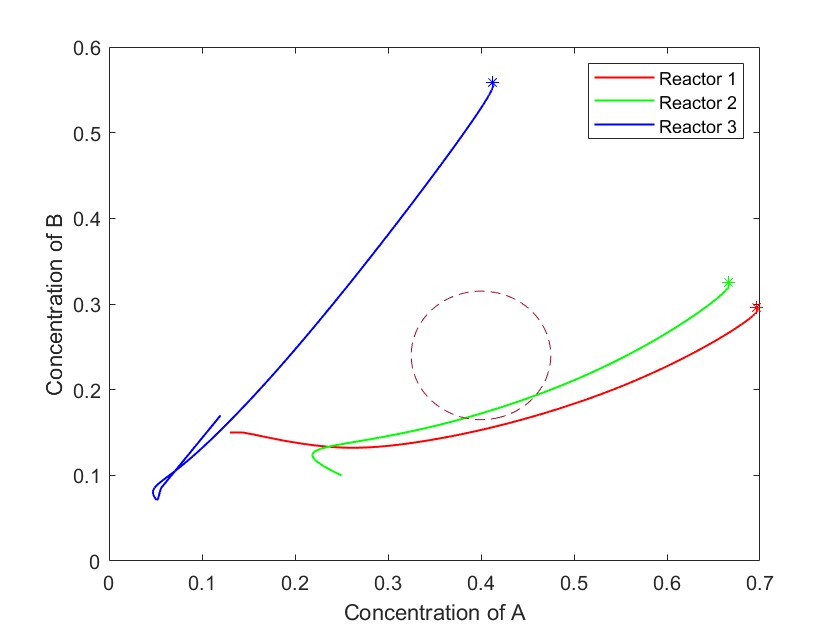 0.6
0.5
0.4
0.3
0.2
0.1
0
Concentration of B
Reactor 1
Reactor 2
Reactor 3
0 0.1 0.2 0.3 0.4 0.5 0.6 0.7
Concentration of A